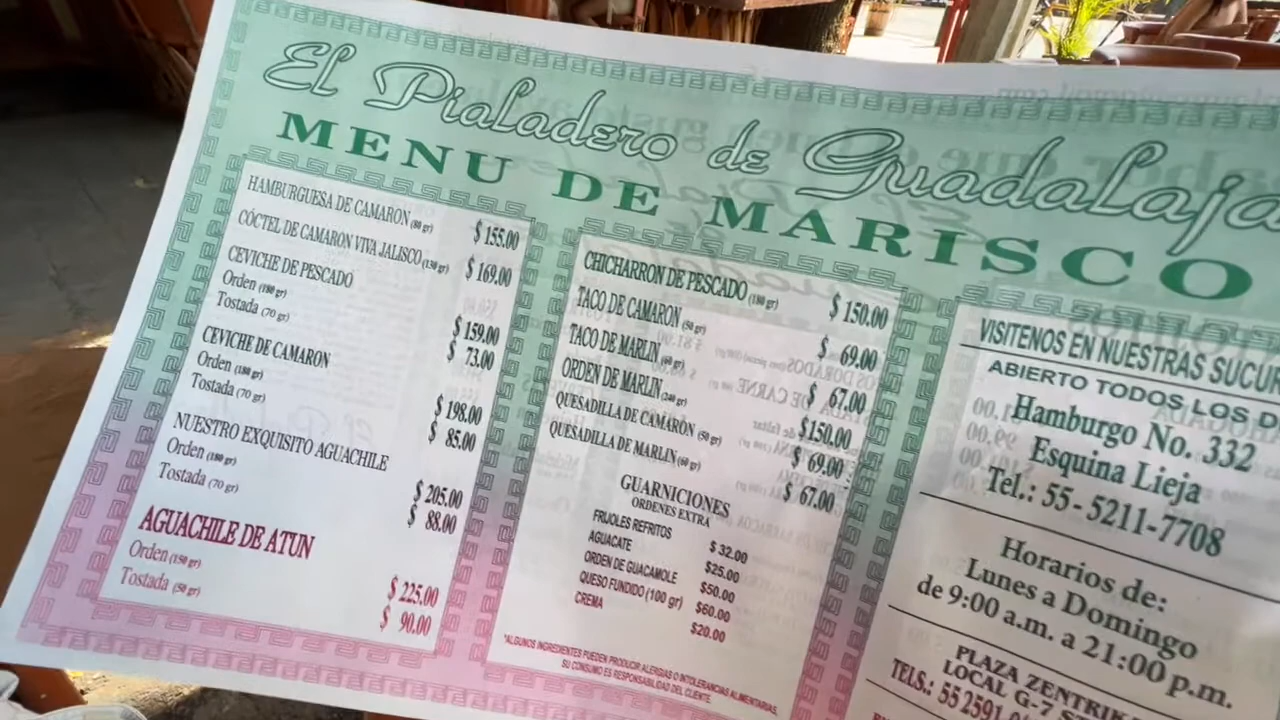 El Pialadero de Guadalaja
MENU DE MARISCO
HAMBURGUESA DE CAMARON (80 gr) $ 155.00
CÓCTEL DE CAMARON VIVA JALISCO (130 gr) $ 169.00
CEVICHE DE PESCADO
Orden (180 gr) $ 159.00
Tostada (70 gr) $ 73.00
CEVICHE DE CAMARON
Orden (180 gr) $ 198.00
Tostada (70 gr) $ 85.00
NUESTRO EXQUISITO AGUACHILE
Orden (180 gr) $ 205.00
Tostada (70 gr) $ 88.00
AGUACHILE DE ATUN
Orden (150 gr) $ 225.00
Tostada (50 gr) $ 90.00
CHICHARRON DE PESCADO (180 gr) $ 150.00
TACO DE CAMARON (50 gr) $ 69.00
TACO DE MARLIN (60 gr) $ 67.00
ORDEN DE MARLIN (240 gr) $150.00
QUESADILLA DE CAMARÓN (50 gr) $ 69.00
QUESADILLA DE MARLIN (60 gr) $ 67.00
GUARNICIONES
ORDENES EXTRA
FRIJOLES REFRITOS $ 32.00
AGUACATE $25.00
ORDEN DE GUACAMOLE $50.00
QUESO FUNDIDO (100 gr) $60.00
CREMA $20.00
*ALGUNOS INGREDIENTES PUEDEN PRODUCIR ALERGIAS O INTOLERANCIAS ALIMENTARIAS,
SU CONSUMO ES RESPONSABILIDAD DEL CLIENTE.
VISITENOS EN NUESTRAS SUCUR
ABIERTO TODOS LOS D
Hamburgo No. 332
Esquina Lieja
Tel.: 55-5211-7708
Horarios de:
Lunes a Domingo
de 9:00 a.m. a 21:00 p.m.
PLAZA ZENTRIK
LOCAL G-7 S
TELS.: 55 2591